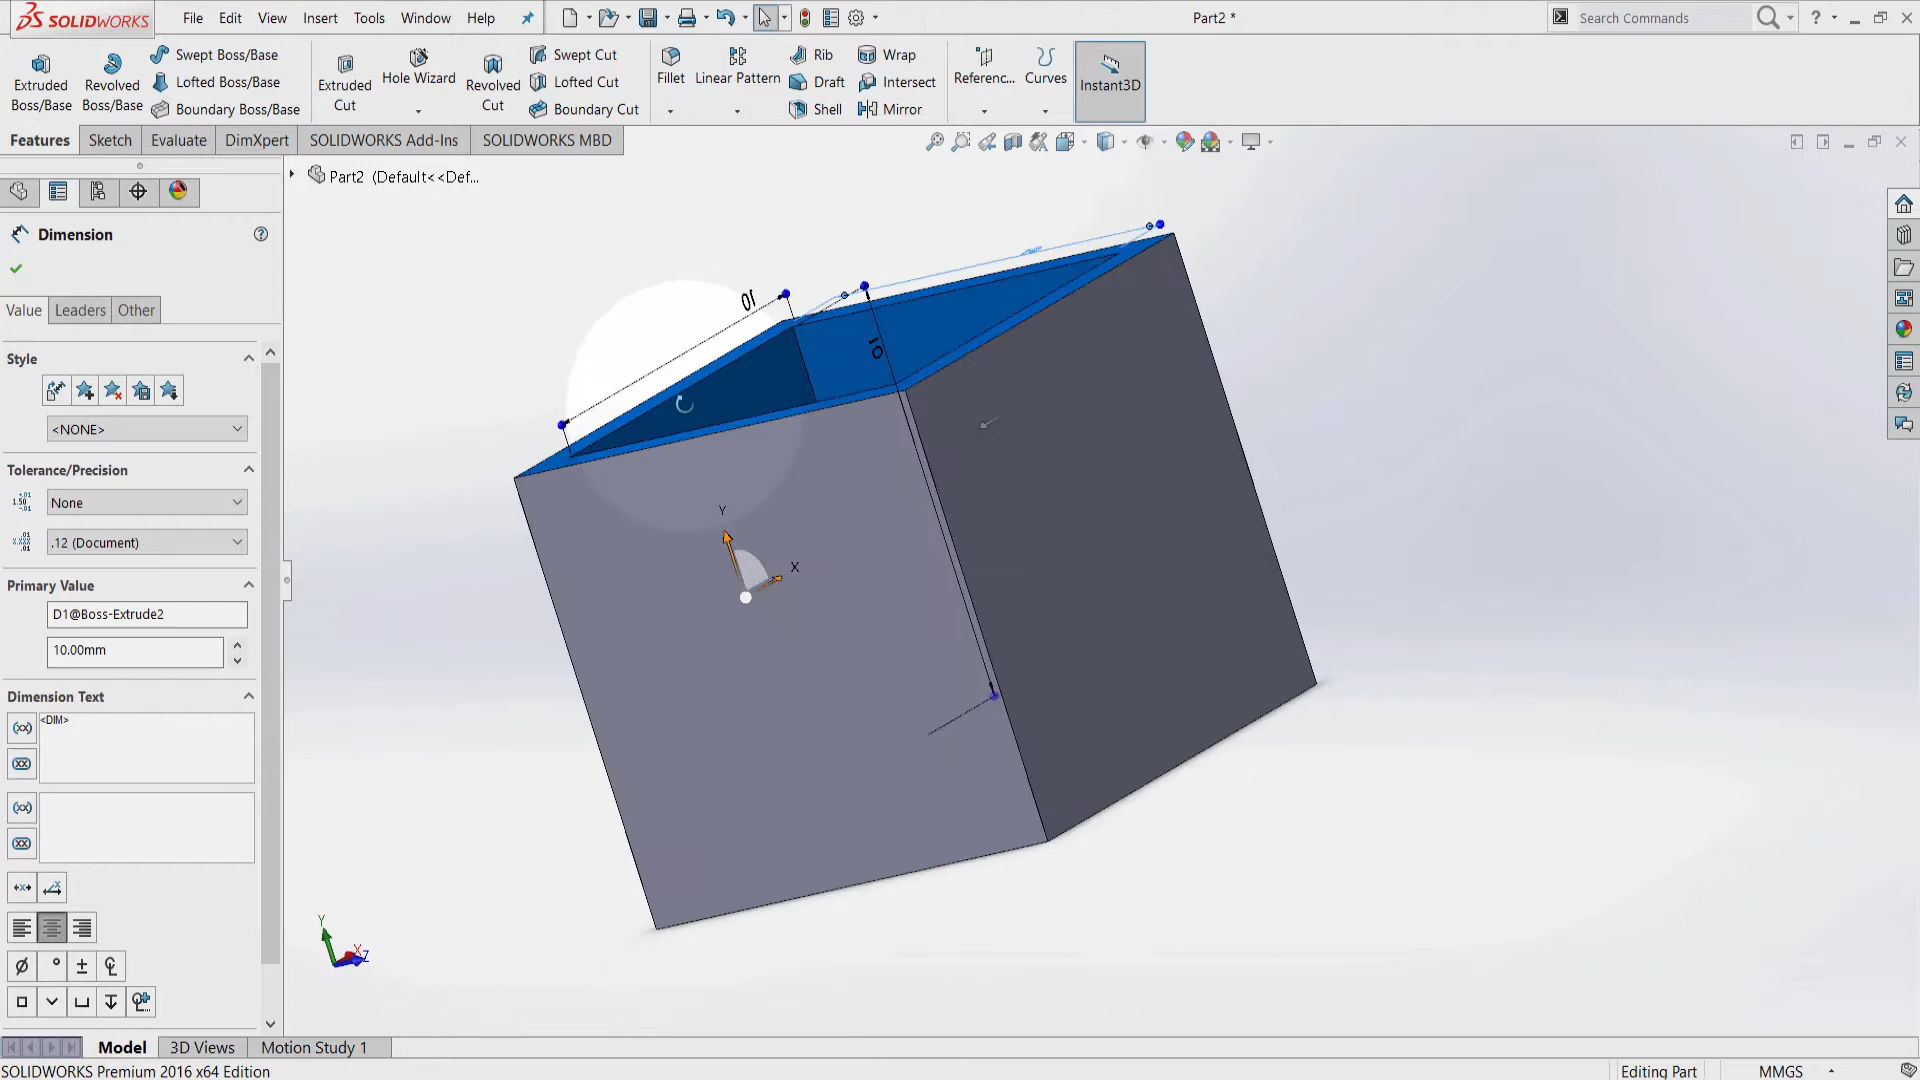 SOLIDWORKS
File
Edit
View
Insert
Tools
Window
Help
Part2 *
Search Commands
?
Extruded Boss/Base
Revolved Boss/Base
Swept Boss/Base
Lofted Boss/Base
Boundary Boss/Base
Extruded Cut
Hole Wizard
Revolved Cut
Swept Cut
Lofted Cut
Boundary Cut
Fillet
Linear Pattern
Rib
Draft
Shell
Wrap
Intersect
Mirror
Referenc...
Curves
Instant3D
Features
Sketch
Evaluate
DimXpert
SOLIDWORKS Add-Ins
SOLIDWORKS MBD
Part2 (Default<<Def...
Dimension
?
Value
Leaders
Other
Style
<NONE>
Tolerance/Precision
None
.12 (Document)
Primary Value
D1@Boss-Extrude2
10.00mm
Dimension Text
<DIM>
10
10
Y
X
Y
X
Z
Model
3D Views
Motion Study 1
SOLIDWORKS Premium 2016 x64 Edition
Editing Part
MMGS